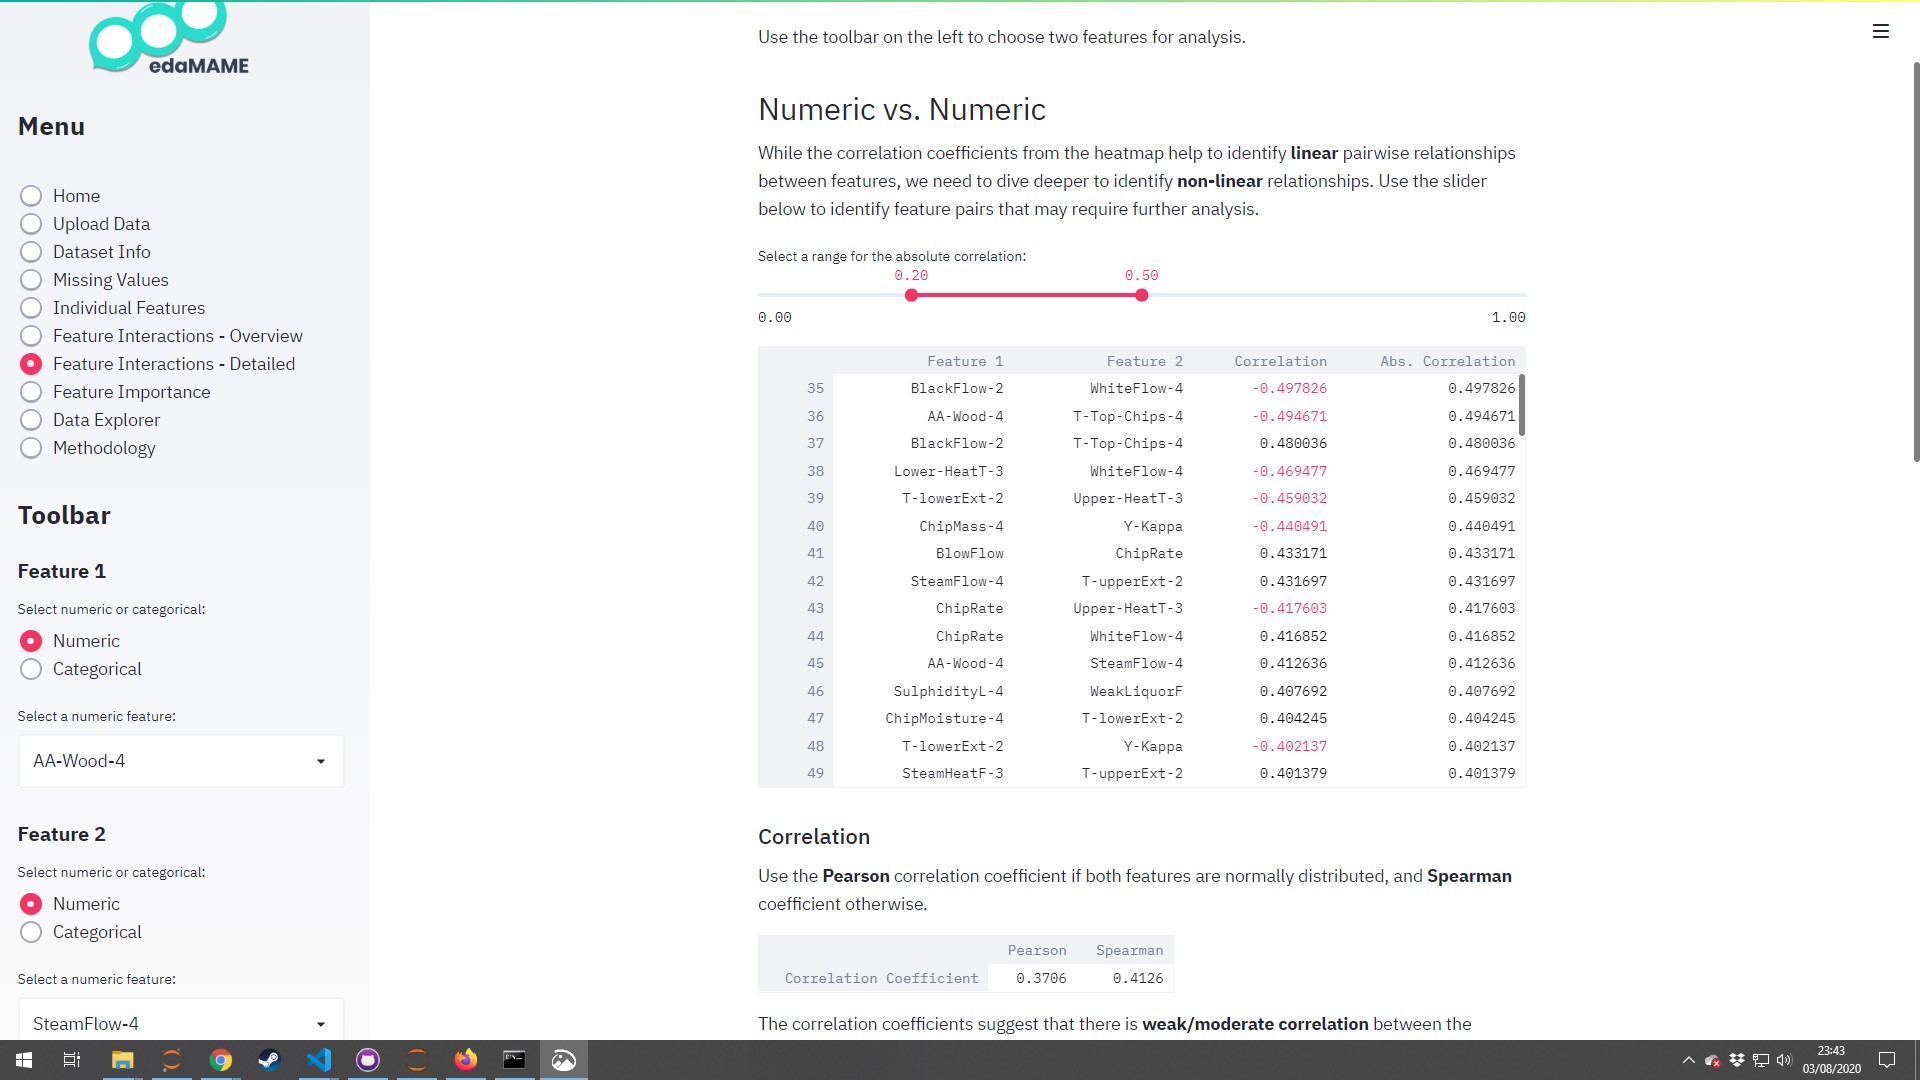 edaMAME
Menu
Home
Upload Data
Dataset Info
Missing Values
Individual Features
Feature Interactions - Overview
Feature Interactions - Detailed
Feature Importance
Data Explorer
Methodology
Toolbar
Feature 1
Select numeric or categorical:
Numeric
Categorical
Select a numeric feature:
AA-Wood-4
Feature 2
Select numeric or categorical:
Numeric
Categorical
Select a numeric feature:
SteamFlow-4
Use the toolbar on the left to choose two features for analysis.
Numeric vs. Numeric
While the correlation coefficients from the heatmap help to identify linear pairwise relationships
between features, we need to dive deeper to identify non-linear relationships. Use the slider
below to identify feature pairs that may require further analysis.
Select a range for the absolute correlation:
0.20 0.50
0.00 1.00
Feature 1 Feature 2 Correlation Abs. Correlation
35 BlackFlow-2 WhiteFlow-4 -0.497826 0.497826
36 AA-Wood-4 T-Top-Chips-4 -0.494671 0.494671
37 BlackFlow-2 T-Top-Chips-4 0.480036 0.480036
38 Lower-HeatT-3 WhiteFlow-4 -0.469477 0.469477
39 T-lowerExt-2 Upper-HeatT-3 -0.459032 0.459032
40 ChipMass-4 Y-Kappa -0.440491 0.440491
41 BlowFlow ChipRate 0.433171 0.433171
42 SteamFlow-4 T-upperExt-2 0.431697 0.431697
43 ChipRate Upper-HeatT-3 -0.417603 0.417603
44 ChipRate WhiteFlow-4 0.416852 0.416852
45 AA-Wood-4 SteamFlow-4 0.412636 0.412636
46 SulphidityL-4 WeakLiquorF 0.407692 0.407692
47 ChipMoisture-4 T-lowerExt-2 0.404245 0.404245
48 T-lowerExt-2 Y-Kappa -0.402137 0.402137
49 SteamHeatF-3 T-upperExt-2 0.401379 0.401379
Correlation
Use the Pearson correlation coefficient if both features are normally distributed, and Spearman
coefficient otherwise.
Pearson Spearman
Correlation Coefficient 0.3706 0.4126
The correlation coefficients suggest that there is weak/moderate correlation between the
23:43
03/08/2020